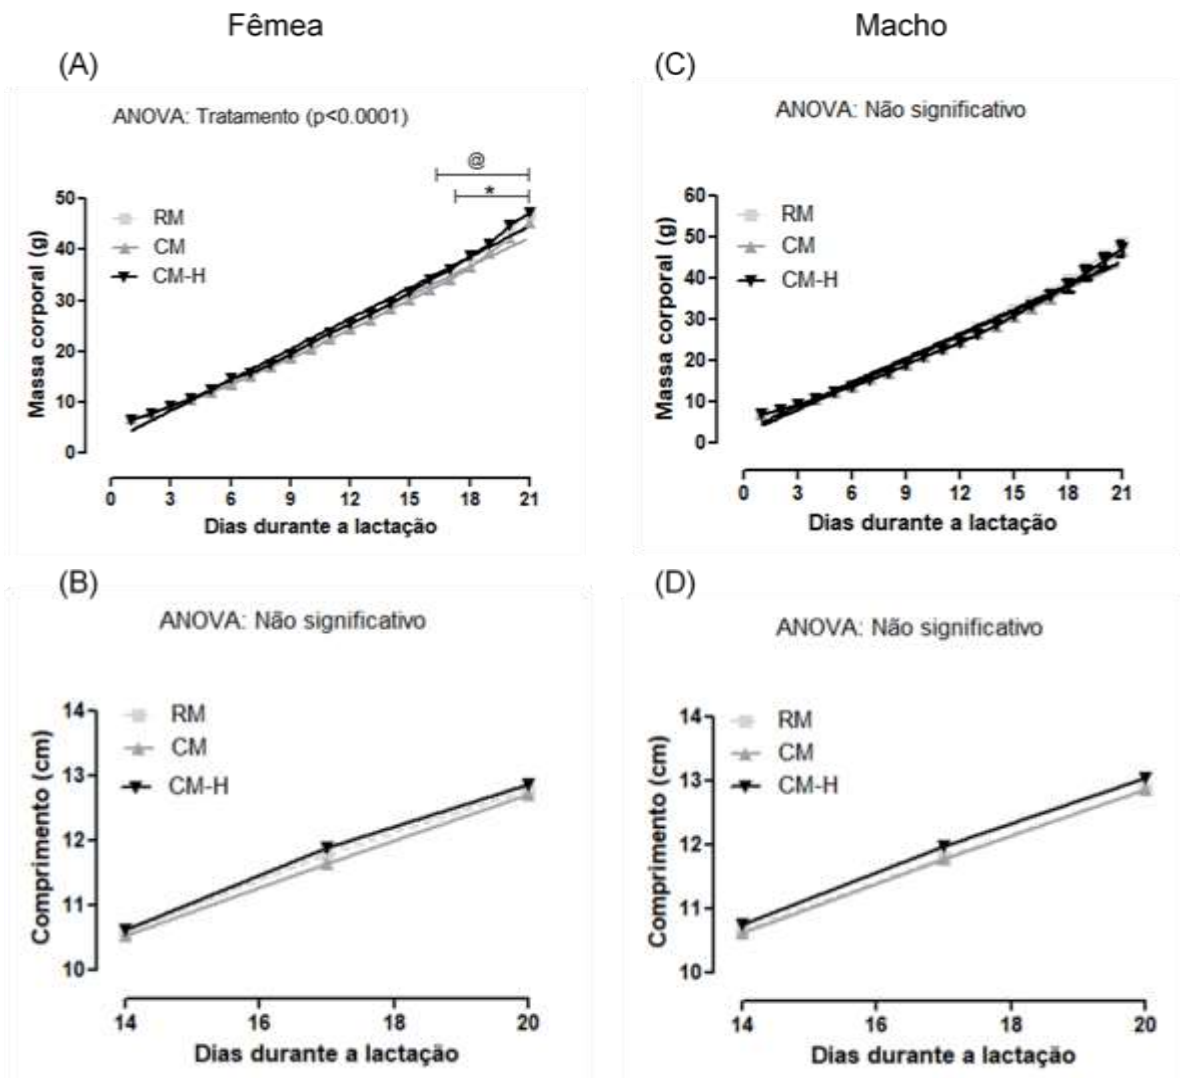 Fêmea
Macho
(A)
ANOVA: Tratamento (p<0.0001)
@
*
50
40
30
20
10
0
Massa corporal (g)
RM
CM
CM-H
0 3 6 9 12 15 18 21
Dias durante a lactação
(C)
ANOVA: Não significativo
60
50
40
30
20
10
0
Massa corporal (g)
RM
CM
CM-H
0 3 6 9 12 15 18 21
Dias durante a lactação
(B)
ANOVA: Não significativo
14
13
12
11
10
Comprimento (cm)
RM
CM
CM-H
14 16 18 20
Dias durante a lactação
(D)
ANOVA: Não significativo
14
13
12
11
10
Comprimento (cm)
RM
CM
CM-H
14 16 18 20
Dias durante a lactação